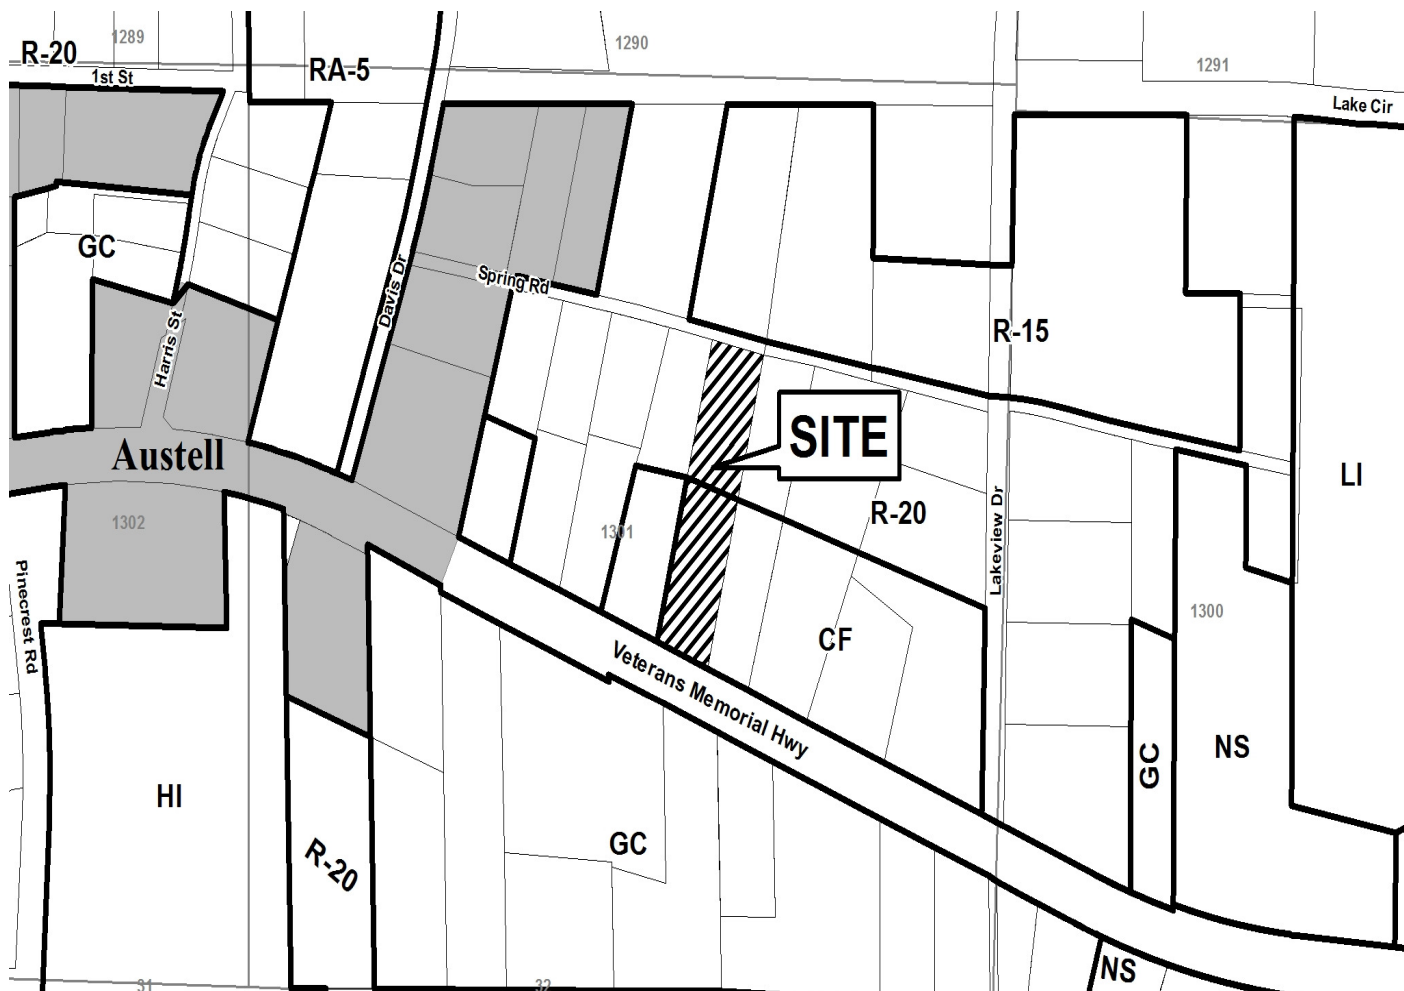 1289
1290
R-20
1st St
RA-5
1291
Lake Cir
GC
Spring Rd
Davis Dr
Harris St
R-15
SITE
Austell
LI
1302
1301
R-20
Lakeview Dr
Pinecrest Rd
1300
CF
Veterans Memorial Hwy
GC
NS
HI
GC
R-20
NS
31
32